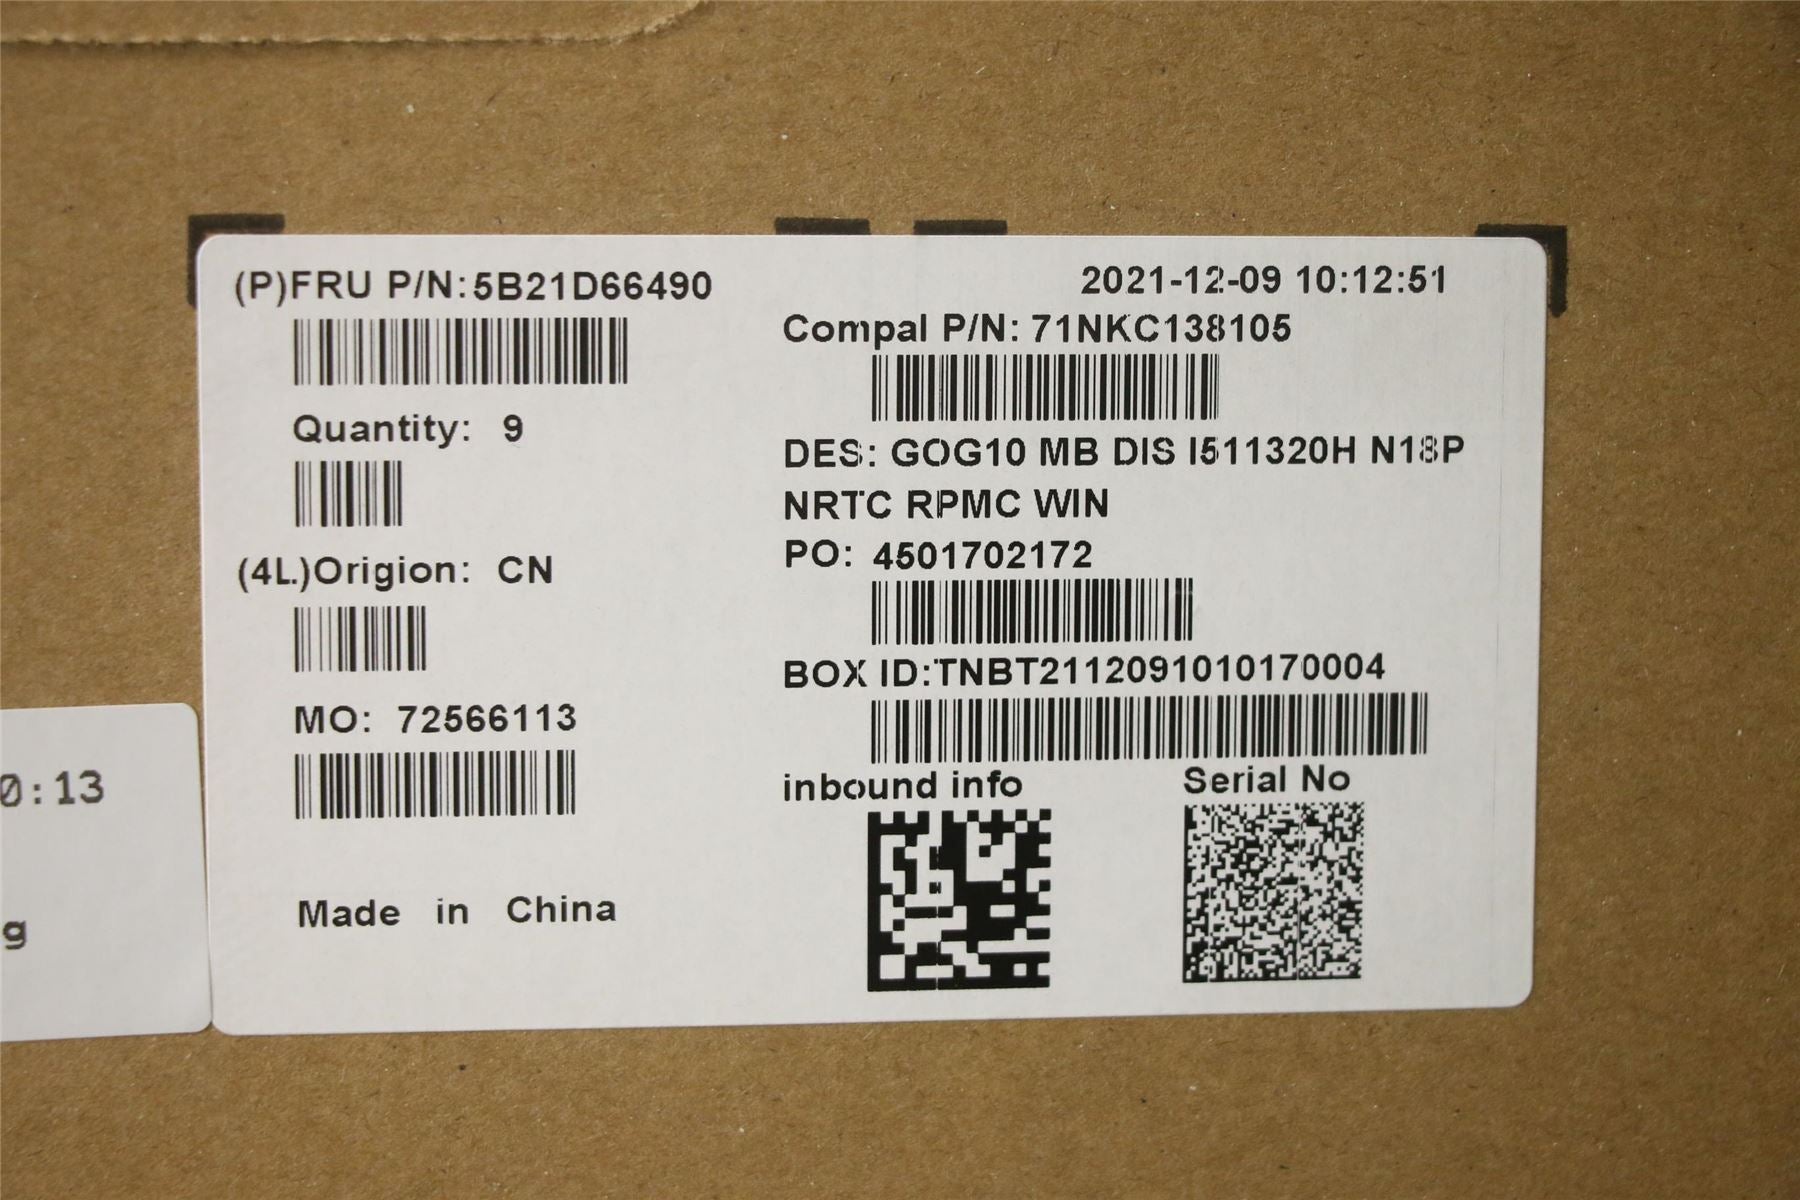 (P)FRU P/N:5B21D66490
2021-12-09 10:12:51
Compal P/N: 71NKC138105
Quantity: 9
DES: GOG10 MB DIS I511320H N18P
NRTC RPMC WIN
(4L.)Origion: CN
PO: 4501702172
MO: 72566113
BOX ID:TNBT2112091010170004
inbound info
Serial No
Made in China
0:13
g